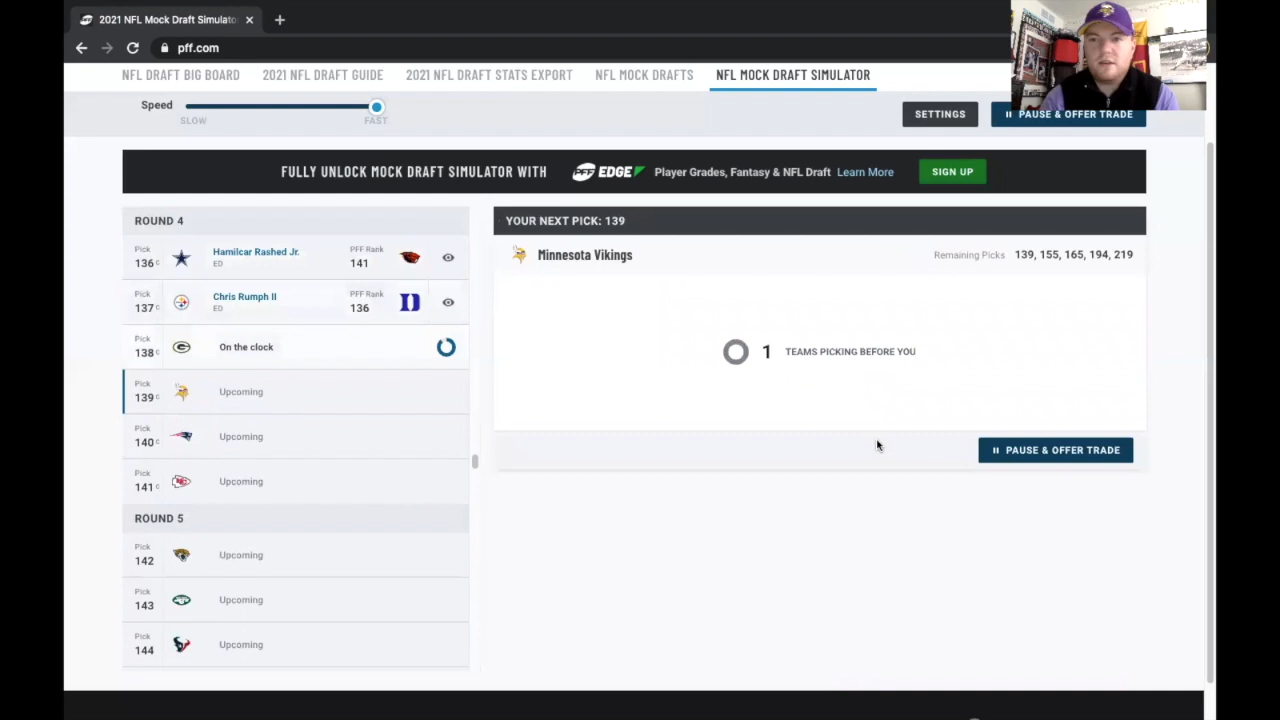 2021 NFL Mock Draft Simulato
pff.com
NFL DRAFT BIG BOARD 2021 NFL DRAFT GUIDE 2021 NFL DRAFT STATS EXPORT NFL MOCK DRAFTS NFL MOCK DRAFT SIMULATOR
Speed
SLOW FAST
SETTINGS PAUSE & OFFER TRADE
FULLY UNLOCK MOCK DRAFT SIMULATOR WITH PFF EDGE Player Grades, Fantasy & NFL Draft Learn More SIGN UP
ROUND 4
Pick
136 c
Hamilcar Rashed Jr.
ED
PFF Rank
141
Pick
137 c
Chris Rumph II
ED
PFF Rank
136
D
Pick
138 c
On the clock
Pick
139 c
Upcoming
Pick
140 c
Upcoming
Pick
141 c
Upcoming
ROUND 5
Pick
142
Upcoming
Pick
143
Upcoming
Pick
144
Upcoming
YOUR NEXT PICK: 139
Minnesota Vikings Remaining Picks 139, 155, 165, 194, 219
1 TEAMS PICKING BEFORE YOU
PAUSE & OFFER TRADE